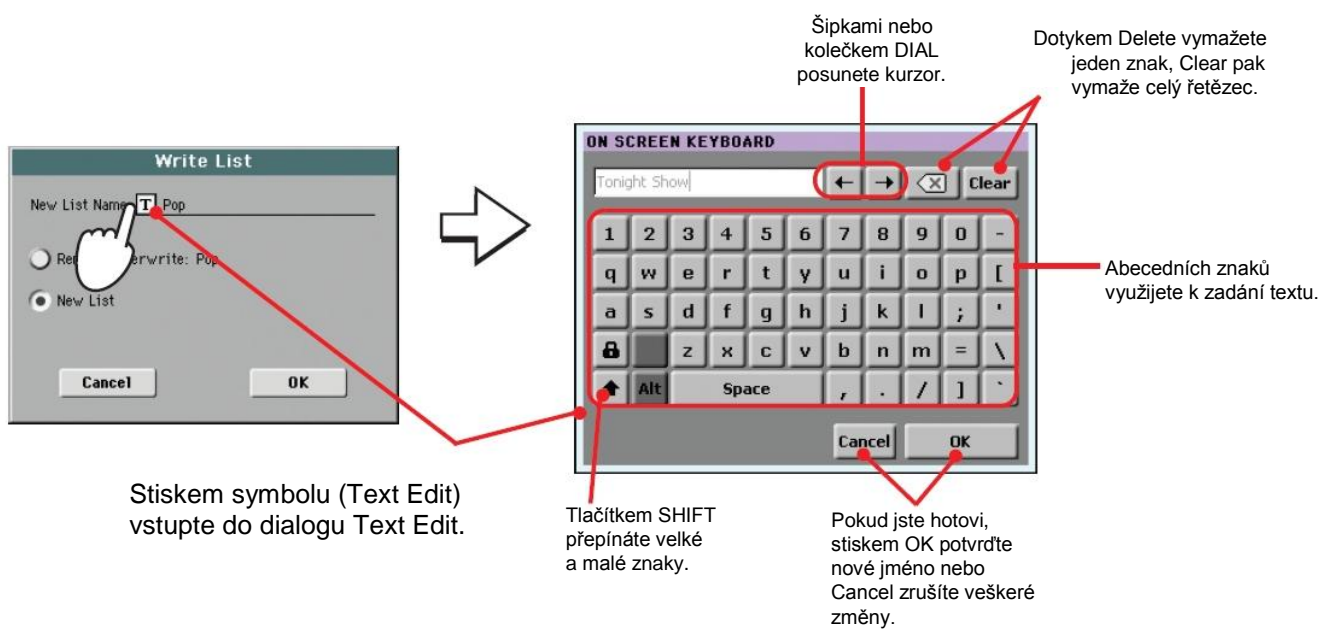 Šipkami nebo
kolečkem DIAL
posunete kurzor.
Dotykem Delete vymažete
jeden znak, Clear pak
vymaže celý řetězec.
Write List
New List Name T Pop
erwrite: Pop
New List
Cancel OK
ON SCREEN KEYBOARD
Tonight Show
← → Clear
1 2 3 4 5 6 7 8 9 0 -
q w e r t y u i o p [
a s d f g h j k l ; '
z x c v b n m = \
Alt Space , . / ] `
Cancel OK
Abecedních znaků
využijete k zadání textu.
Stiskem symbolu (Text Edit)
vstupte do dialogu Text Edit.
Tlačítkem SHIFT
přepínáte velké
a malé znaky.
Pokud jste hotovi,
stiskem OK potvrďte
nové jméno nebo
Cancel zrušíte veškeré
změny.